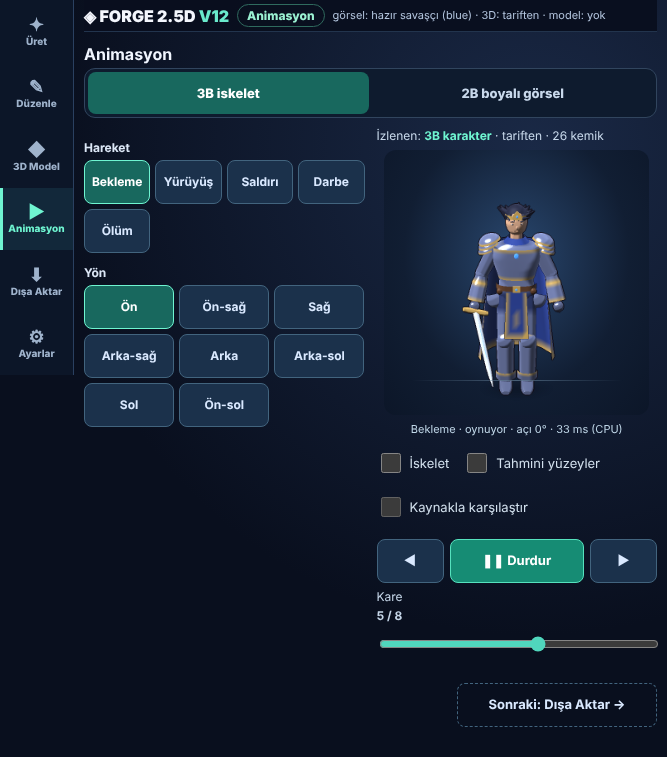 ◈ FORGE 2.5D V12 Animasyon görsel: hazır savaşçı (blue) · 3D: tariften · model: yok
Üret
Düzenle
3D Model
Animasyon
Dışa Aktar
Ayarlar
Animasyon
3B iskelet
2B boyalı görsel
Hareket
Bekleme
Yürüyüş
Saldırı
Darbe
Ölüm
Yön
Ön
Ön-sağ
Sağ
Arka-sağ
Arka
Arka-sol
Sol
Ön-sol
İzlenen: 3B karakter · tariften · 26 kemik
Bekleme · oynuyor · açı 0° · 33 ms (CPU)
İskelet
Tahmini yüzeyler
Kaynakla karşılaştır
Durdur
Kare
5 / 8
Sonraki: Dışa Aktar →